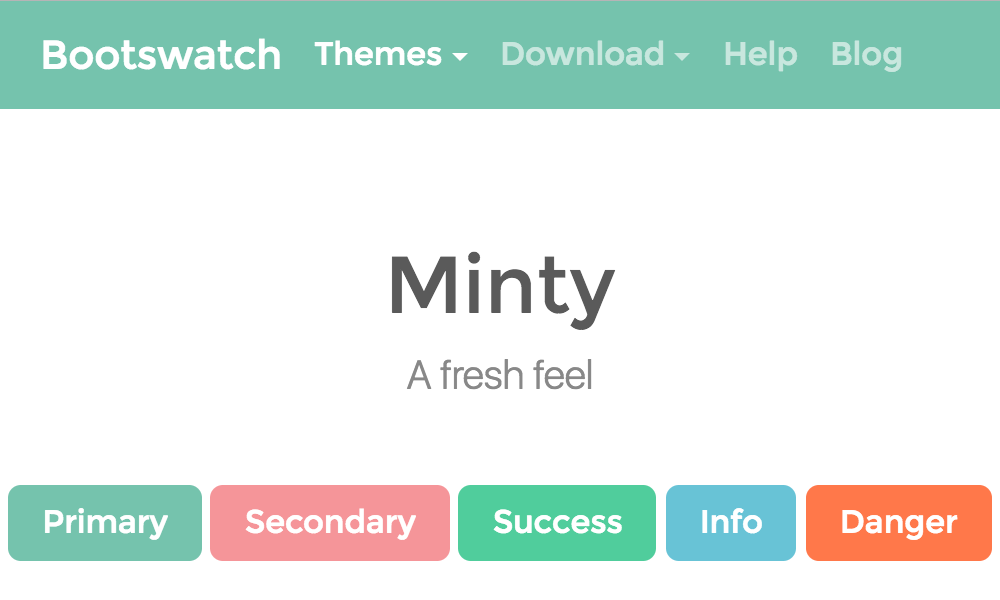 Bootswatch Themes Download Help Blog
Minty
A fresh feel
Primary Secondary Success Info Danger